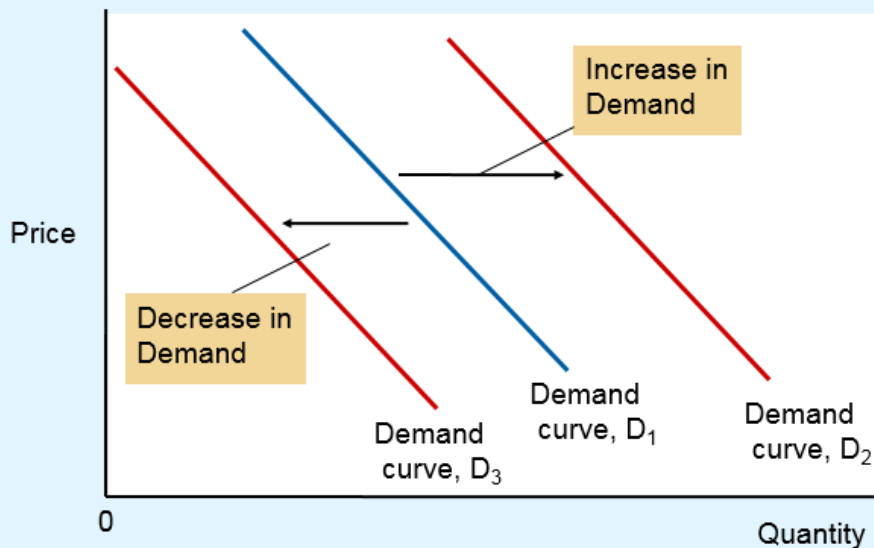 Increase in
Demand
Price
Decrease in
Demand
Demand
curve, D₃
Demand
curve, D₁
Demand
curve, D₂
0
Quantity